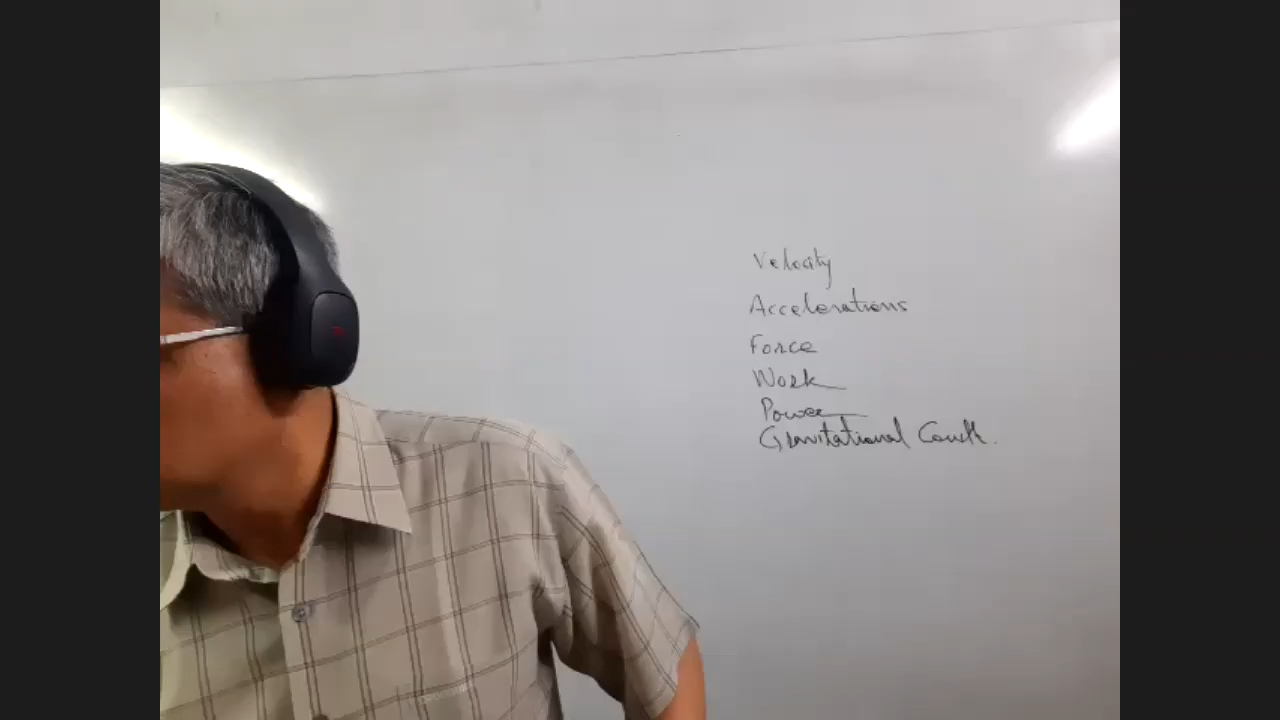 Velocity
Accelerations
Force
Work
Power
Gravitational Const.